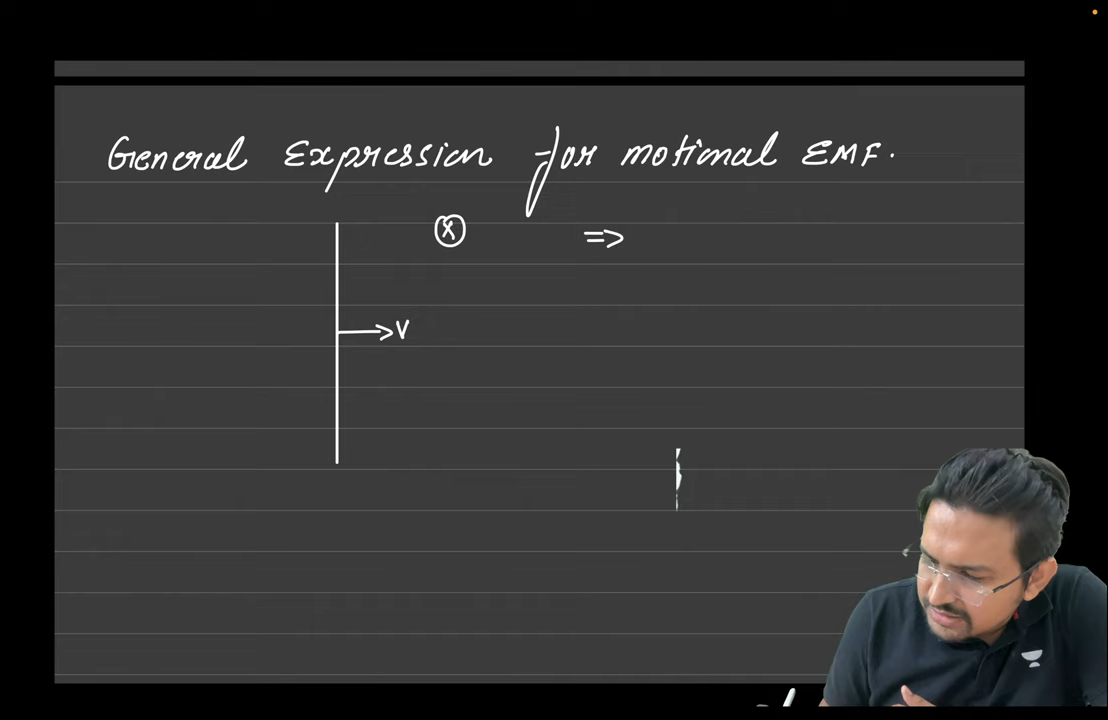 General Expression for motional EMF.
ⓧ =>
V